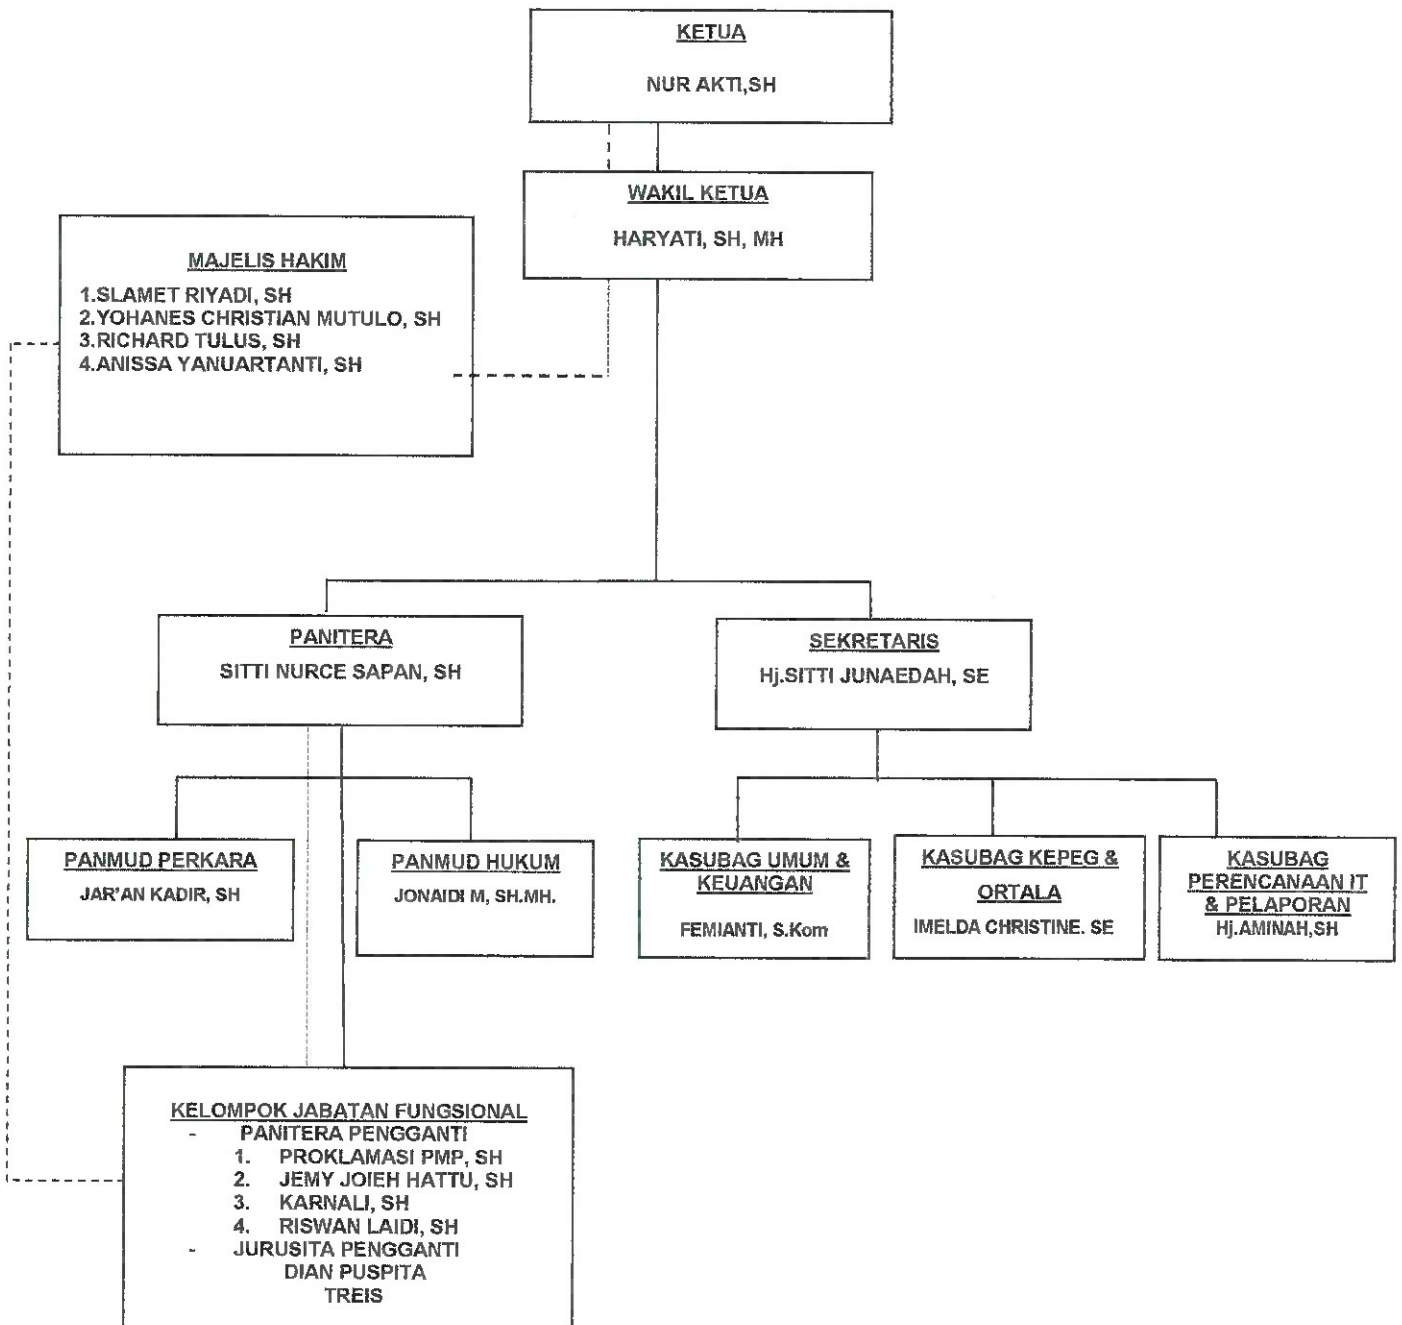 KETUA
NUR AKTI,SH
WAKIL KETUA
HARYATI, SH, MH
MAJELIS HAKIM
1.SLAMET RIYADI, SH
2.YOHANES CHRISTIAN MUTULO, SH
3.RICHARD TULUS, SH
4.ANISSA YANUARTANTI, SH
PANITERA
SITTI NURCE SAPAN, SH
SEKRETARIS
Hj.SITTI JUNAEDAH, SE
PANMUD PERKARA
JAR'AN KADIR, SH
PANMUD HUKUM
JONAIDI M, SH.MH.
KASUBAG UMUM &
KEUANGAN
FEMIANTI, S.Kom
KASUBAG KEPEG &
ORTALA
IMELDA CHRISTINE. SE
KASUBAG
PERENCANAAN IT
& PELAPORAN
Hj.AMINAH,SH
KELOMPOK JABATAN FUNGSIONAL
- PANITERA PENGGANTI
1. PROKLAMASI PMP, SH
2. JEMY JOIEH HATTU, SH
3. KARNALI, SH
4. RISWAN LAIDI, SH
- JURUSITA PENGGANTI
DIAN PUSPITA
TREIS